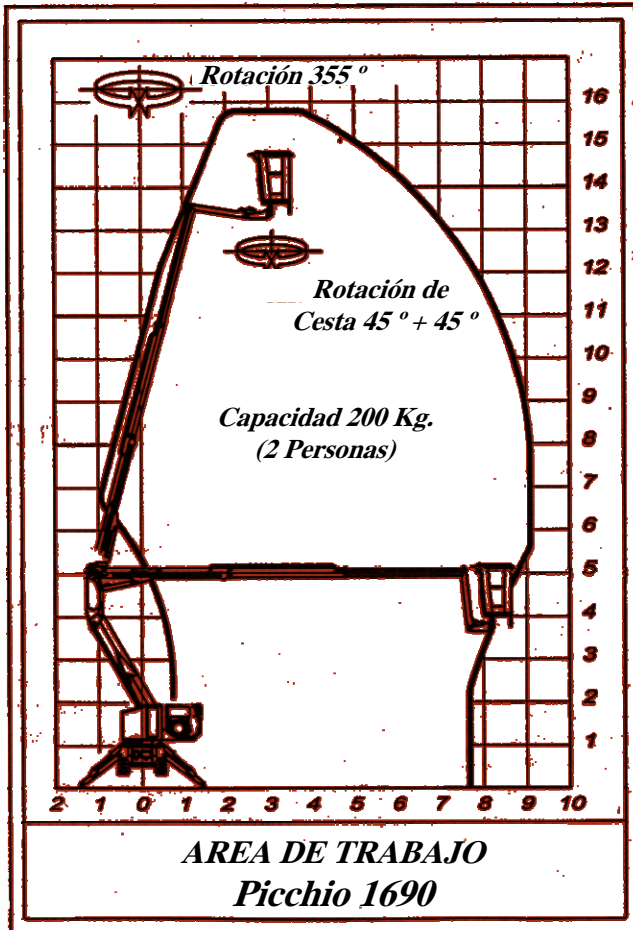 Rotación 355 º
16
15
14
13
12
Rotación de
11
Cesta 45 º + 45 º
10
9
Capacidad 200 Kg.
8
(2 Personas)
7
6
5
4
3
2
1
2 1 0 1 2 3 4 5 6 7 8 9 10
AREA DE TRABAJO
Picchio 1690